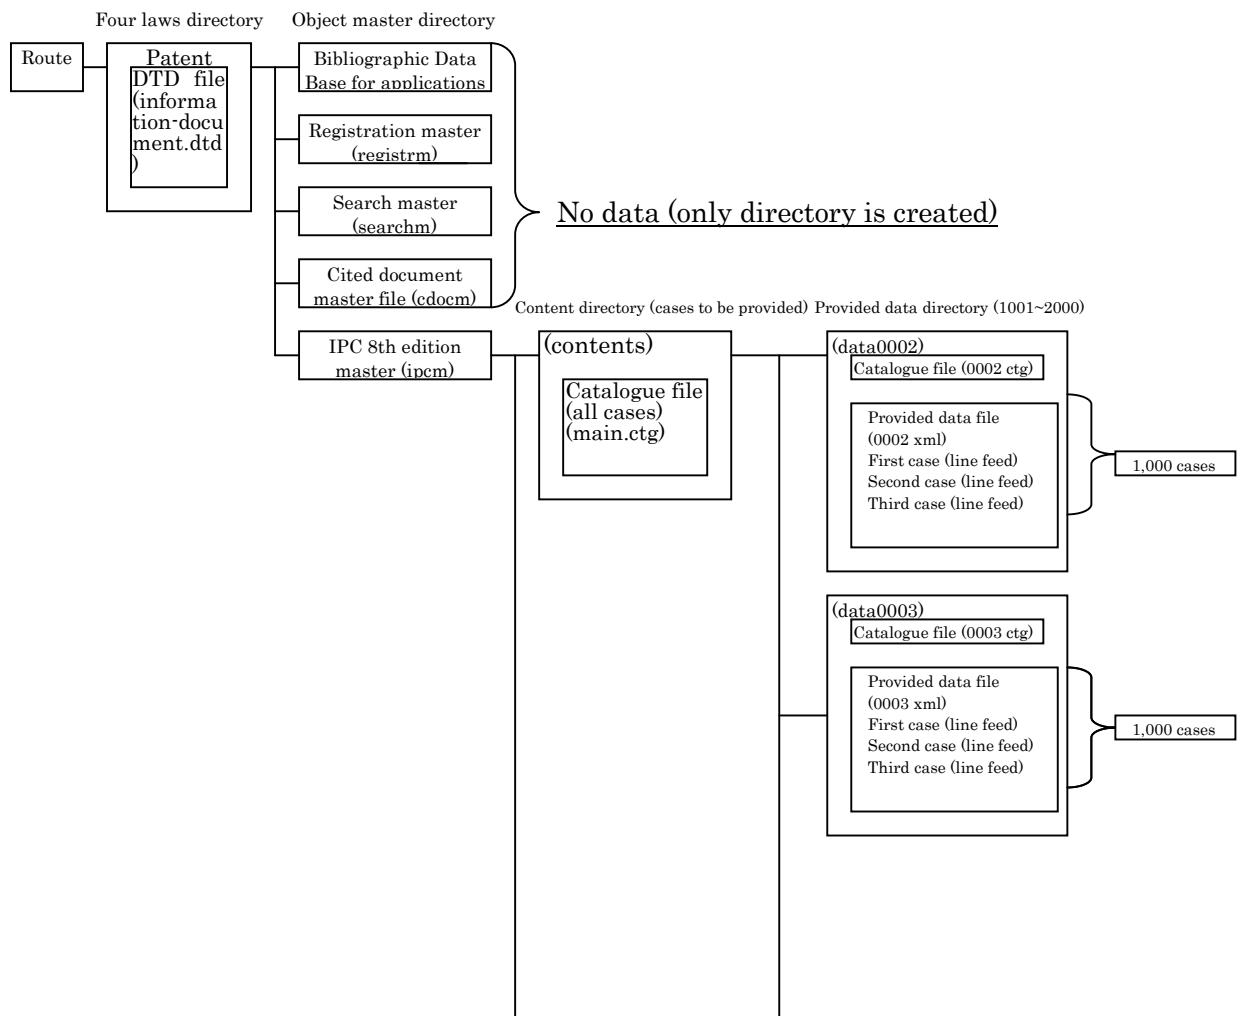 Four laws directory
Object master directory
Route
Patent
DTD file
(informa
tion-docu
ment.dtd
)
Bibliographic Data
Base for applications
Registration master
(registrm)
Search master
(searchm)
Cited document
master file (cdocm)
IPC 8th edition
master (ipcm)
No data (only directory is created)
Content directory (cases to be provided)
Provided data directory (1001~2000)
(contents)
Catalogue file
(all cases)
(main.ctg)
(data0002)
Catalogue file (0002 ctg)
Provided data file
(0002 xml)
First case (line feed)
Second case (line feed)
Third case (line feed)
1,000 cases
(data0003)
Catalogue file (0003 ctg)
Provided data file
(0003 xml)
First case (line feed)
Second case (line feed)
Third case (line feed)
1,000 cases